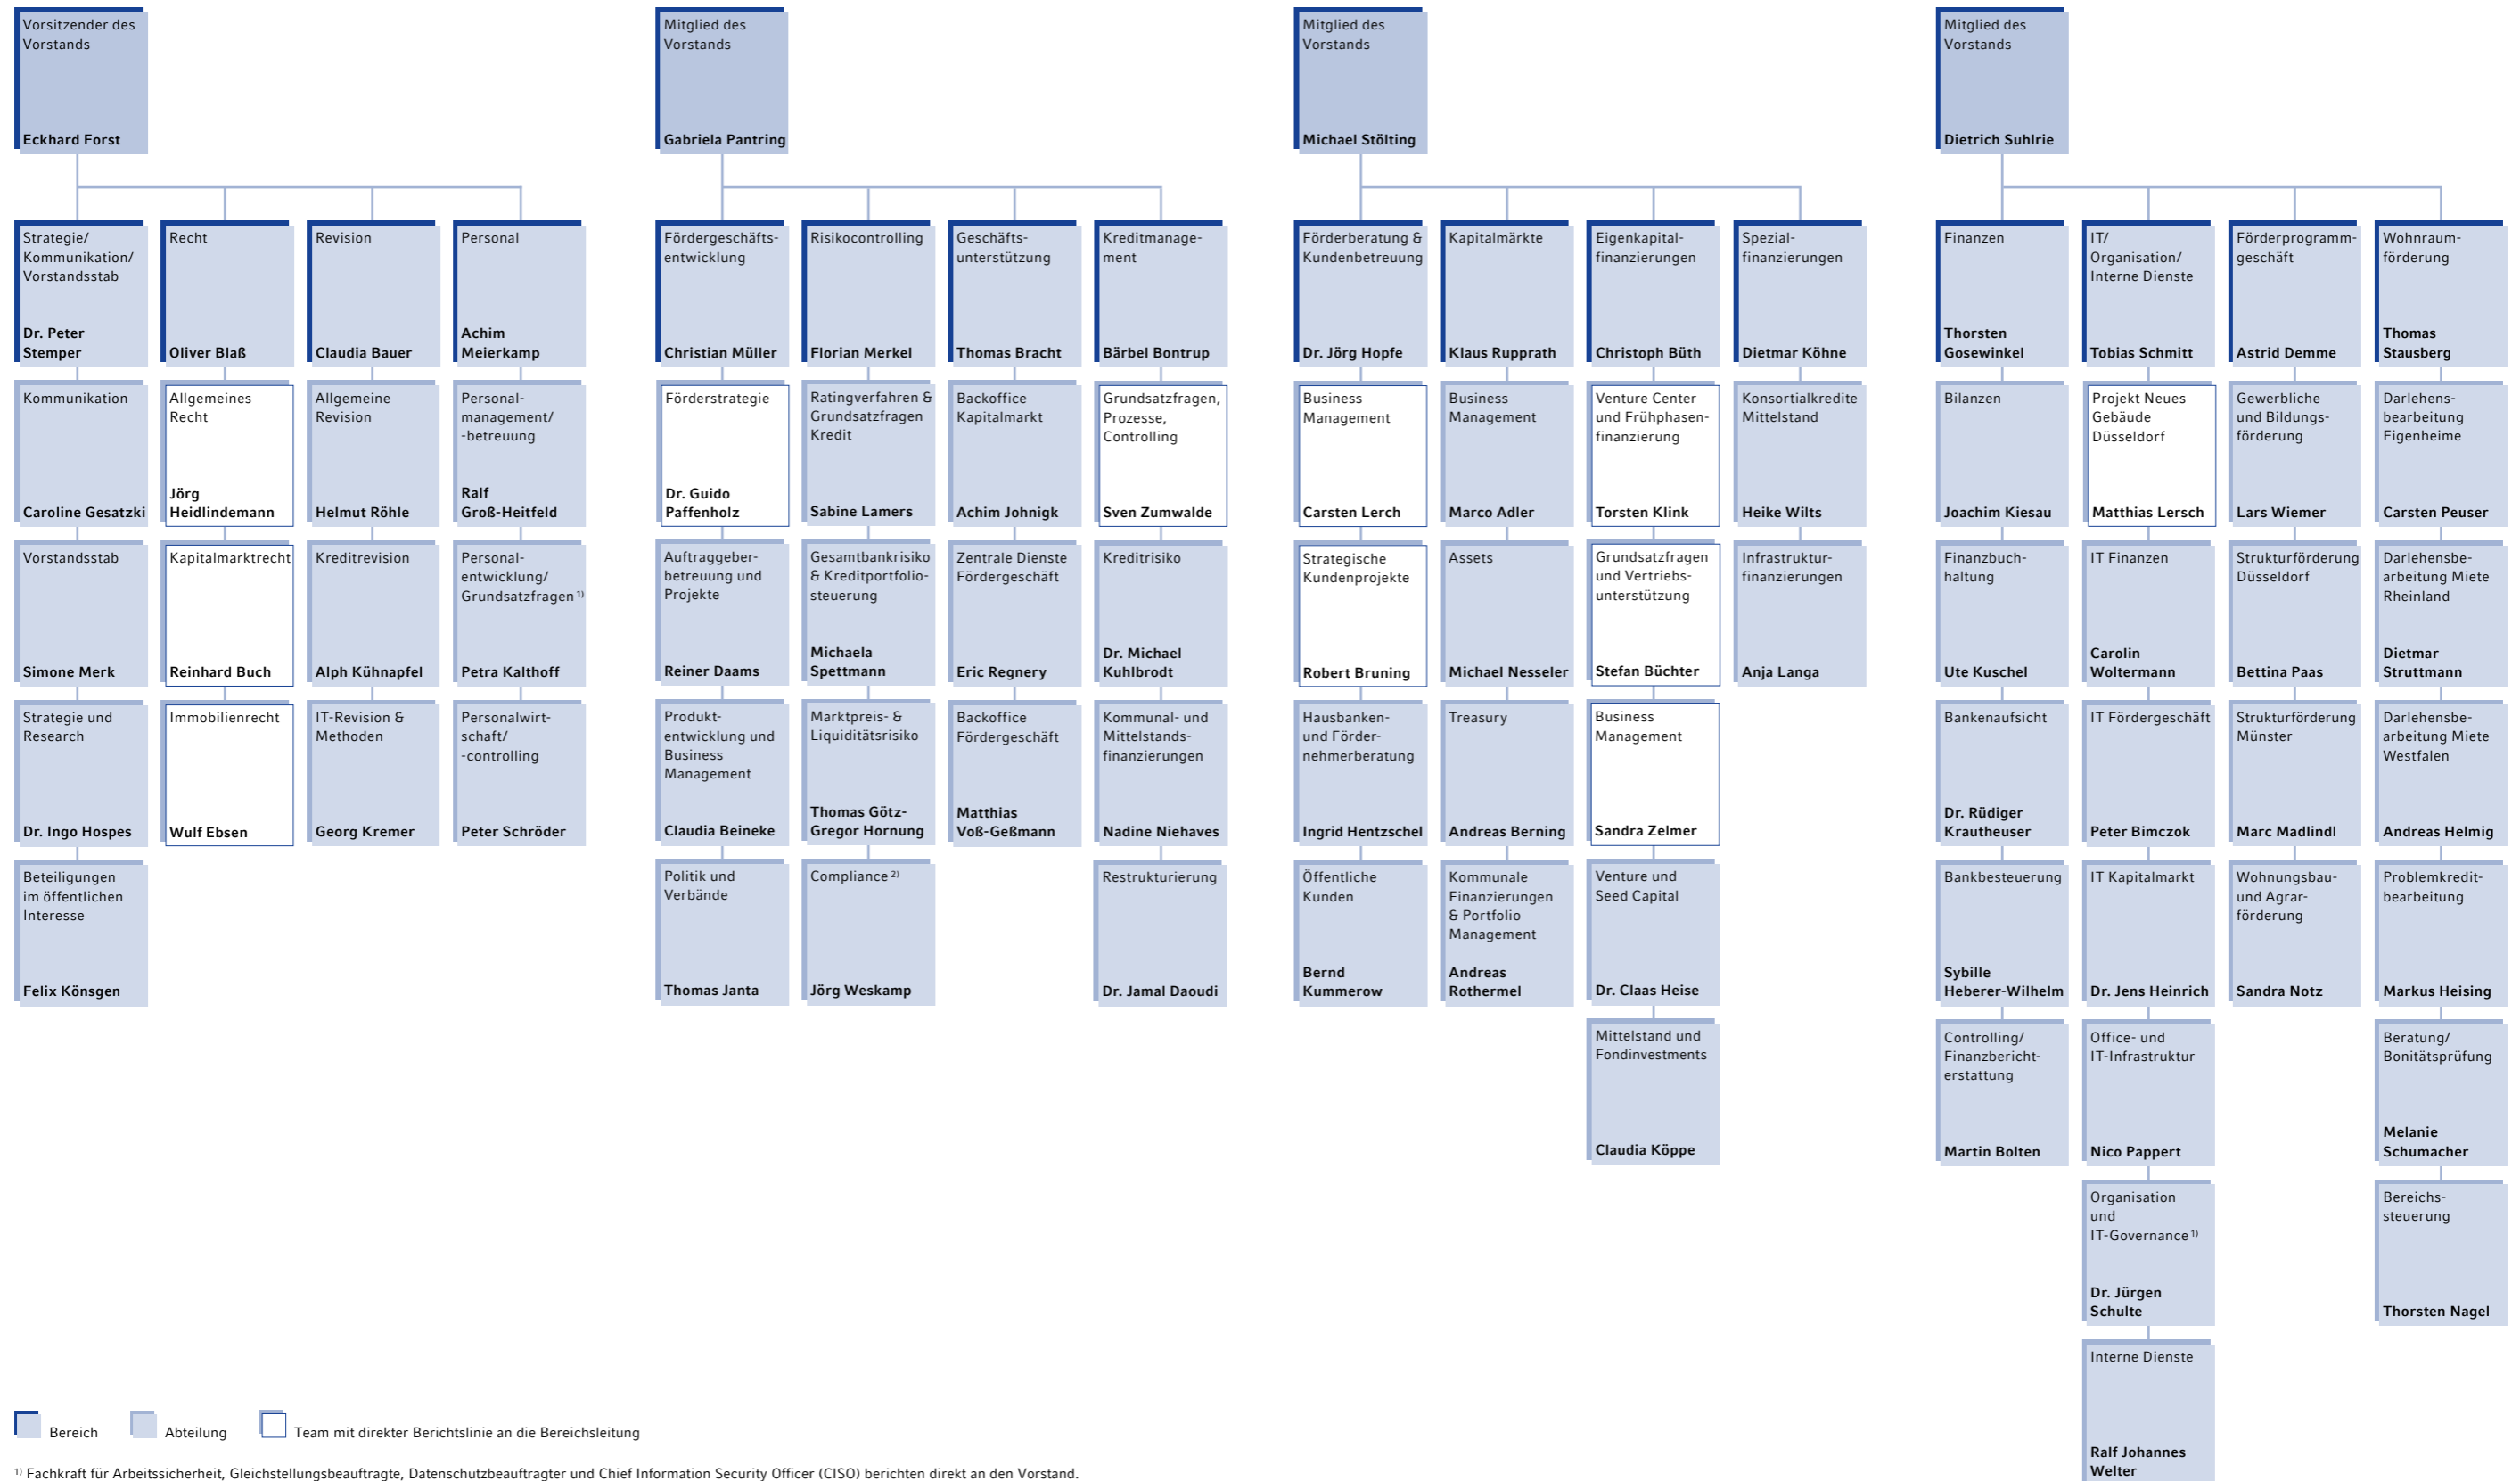 Vorsitzender des
Vorstands
Eckhard Forst
Mitglied des
Vorstands
Gabriela Pantring
Mitglied des
Vorstands
Michael Stölting
Mitglied des
Vorstands
Dietrich Suhlrie
Strategie/
Kommunikation/
Vorstandsstab
Dr. Peter
Stemper
Kommunikation
Caroline Gesatzki
Vorstandsstab
Simone Merk
Strategie und
Research
Dr. Ingo Hospes
Beteiligungen
im öffentlichen
Interesse
Felix Könsgen
Recht
Oliver Blaß
Allgemeines
Recht
Jörg
Heidlindemann
Kapitalmarktrecht
Reinhard Buch
Immobilienrecht
Wulf Ebsen
Revision
Claudia Bauer
Allgemeine
Revision
Helmut Röhle
Kreditrevision
Alph Kühnapfel
IT-Revision &
Methoden
Georg Kremer
Personal
Achim
Meierkamp
Personal-
management/
-betreuung
Ralf
Groß-Heitfeld
Personal-
entwicklung/
Grundsatzfragen 1)
Petra Kalthoff
Personalwirt-
schaft/
-controlling
Peter Schröder
Fördergeschäfts-
entwicklung
Christian Müller
Förderstrategie
Dr. Guido
Paffenholz
Auftraggeber-
betreuung und
Projekte
Reiner Daams
Produkt-
entwicklung und
Business
Management
Claudia Beineke
Politik und
Verbände
Thomas Janta
Risikocontrolling
Florian Merkel
Ratingverfahren &
Grundsatzfragen
Kredit
Sabine Lamers
Gesamtbankrisiko
& Kreditportfolio-
steuerung
Michaela
Spettmann
Marktpreis- &
Liquiditätsrisiko
Thomas Götz-
Gregor Hornung
Compliance 2)
Jörg Weskamp
Geschäfts-
unterstützung
Thomas Bracht
Backoffice
Kapitalmarkt
Achim Johnigk
Zentrale Dienste
Fördergeschäft
Eric Regnery
Backoffice
Fördergeschäft
Matthias
Voß-Geßmann
Kreditmanage-
ment
Bärbel Bontrup
Grundsatzfragen,
Prozesse,
Controlling
Sven Zumwalde
Kreditrisiko
Dr. Michael
Kuhlbrodt
Kommunal- und
Mittelstands-
finanzierungen
Nadine Niehaves
Restrukturierung
Dr. Jamal Daoudi
Förderberatung &
Kundenbetreuung
Dr. Jörg Hopfe
Business
Management
Carsten Lerch
Strategische
Kundenprojekte
Robert Bruning
Hausbanken-
und Förder-
nehmerberatung
Ingrid Hentzschel
Öffentliche
Kunden
Bernd
Kummerow
Kapitalmärkte
Klaus Rupprath
Business
Management
Marco Adler
Assets
Michael Nesseler
Treasury
Andreas Berning
Kommunale
Finanzierungen
& Portfolio
Management
Andreas
Rothermel
Eigenkapital-
finanzierungen
Christoph Büth
Venture Center
und Frühphasen-
finanzierung
Torsten Klink
Grundsatzfragen
und Vertriebs-
unterstützung
Stefan Büchter
Business
Management
Sandra Zelmer
Venture und
Seed Capital
Dr. Claas Heise
Mittelstand und
Fondinvestments
Claudia Köppe
Spezial-
finanzierungen
Dietmar Köhne
Konsortialkredite
Mittelstand
Heike Wilts
Infrastruktur-
finanzierungen
Anja Langa
Finanzen
Thorsten
Gosewinkel
Bilanzen
Joachim Kiesau
Finanzbuch-
haltung
Ute Kuschel
Bankenaufsicht
Dr. Rüdiger
Krautheuser
Bankbesteuerung
Sybille
Heberer-Wilhelm
Controlling/
Finanzbericht-
erstattung
Martin Bolten
IT/
Organisation/
Interne Dienste
Tobias Schmitt
Projekt Neues
Gebäude
Düsseldorf
Matthias Lersch
IT Finanzen
Carolin
Woltermann
IT Fördergeschäft
Peter Bimczok
IT Kapitalmarkt
Dr. Jens Heinrich
Office- und
IT-Infrastruktur
Nico Pappert
Organisation
und
IT-Governance 1)
Dr. Jürgen
Schulte
Interne Dienste
Ralf Johannes
Welter
Förderprogramm-
geschäft
Astrid Demme
Gewerbliche
und Bildungs-
förderung
Lars Wiemer
Strukturförderung
Düsseldorf
Bettina Paas
Strukturförderung
Münster
Marc Madlindl
Wohnungsbau-
und Agrar-
förderung
Sandra Notz
Wohnraum-
förderung
Thomas
Stausberg
Darlehens-
bearbeitung
Eigenheime
Carsten Peuser
Darlehensbe-
arbeitung Miete
Rheinland
Dietmar
Struttmann
Darlehensbe-
arbeitung Miete
Westfalen
Andreas Helmig
Problemkredit-
bearbeitung
Markus Heising
Beratung/
Bonitätsprüfung
Melanie
Schumacher
Bereichs-
steuerung
Thorsten Nagel
Bereich
Abteilung
Team mit direkter Berichtslinie an die Bereichsleitung
1) Fachkraft für Arbeitssicherheit, Gleichstellungsbeauftragte, Datenschutzbeauftragter und Chief Information Security Officer (CISO) berichten direkt an den Vorstand.